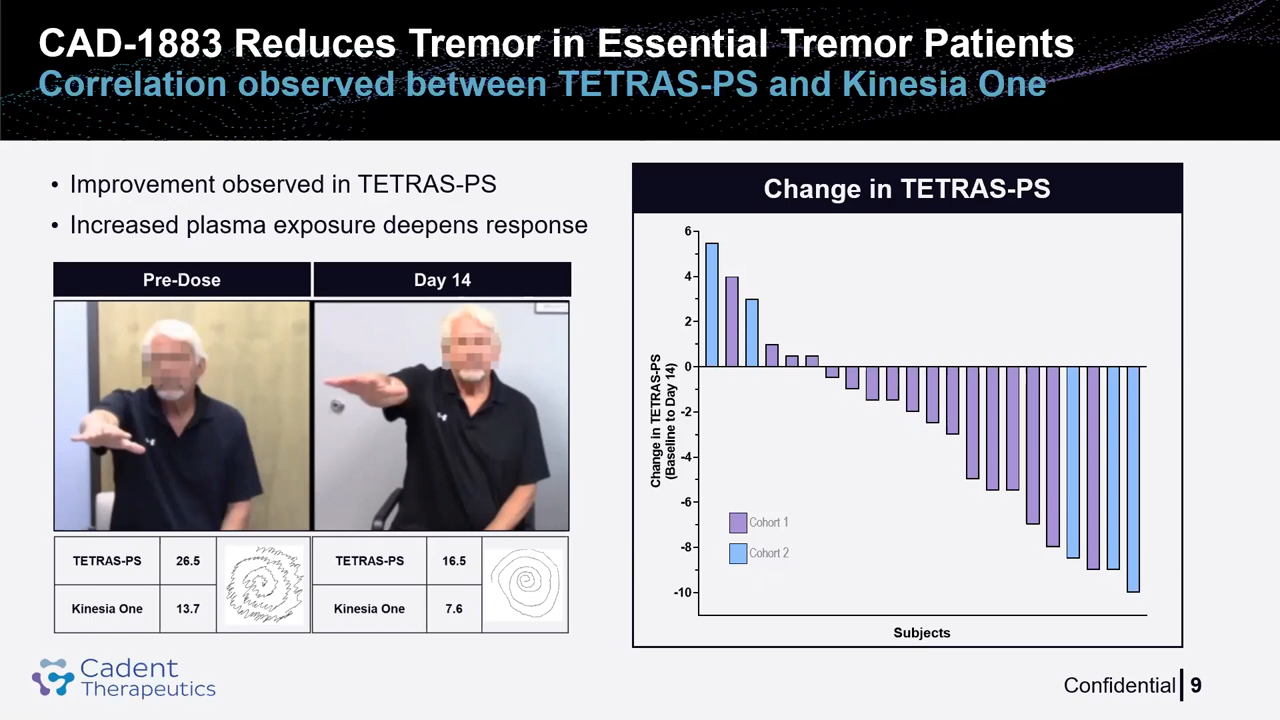 CAD-1883 Reduces Tremor in Essential Tremor Patients
Correlation observed between TETRAS-PS and Kinesia One
• Improvement observed in TETRAS-PS
• Increased plasma exposure deepens response
Pre-Dose
Day 14
TETRAS-PS 26.5
Kinesia One 13.7
TETRAS-PS 16.5
Kinesia One 7.6
Change in TETRAS-PS
Change in TETRAS-PS
(Baseline to Day 14)
6
4
2
0
-2
-4
-6
-8
-10
Cohort 1
Cohort 2
Subjects
Cadent
Therapeutics
Confidential 9